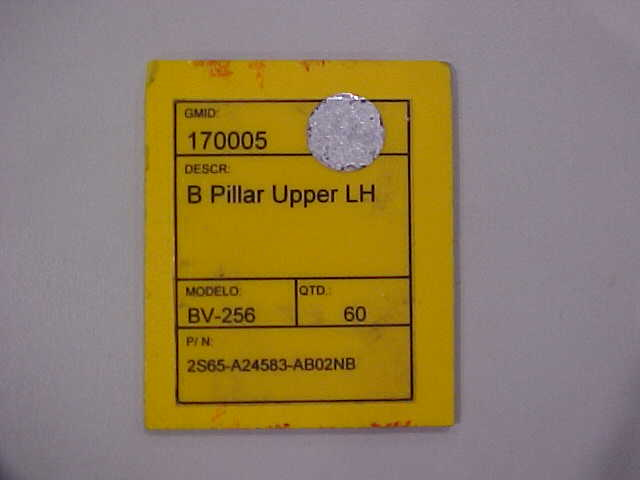 GMID:
170005
DESCR:
B Pillar Upper LH
MODELO: QTD.:
BV-256 60
P/ N:
2S65-A24583-AB02NB